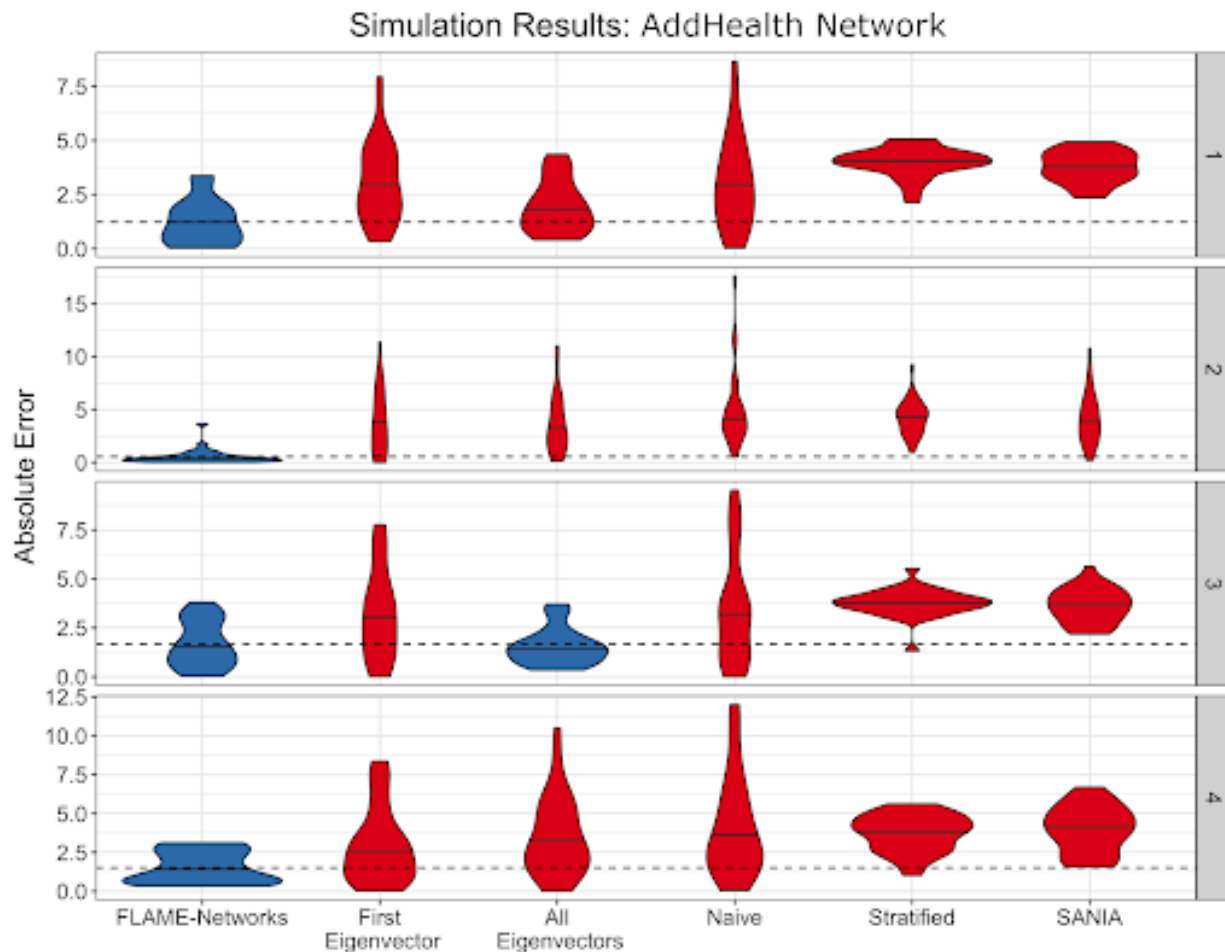 Simulation Results: AddHealth Network
Absolute Error
7.5
5.0
2.5
0.0
1
15
10
5
0
2
7.5
5.0
2.5
0.0
3
12.5
10.0
7.5
5.0
2.5
0.0
4
FLAME-Networks
First
Eigenvector
All
Eigenvectors
Naive
Stratified
SANIA